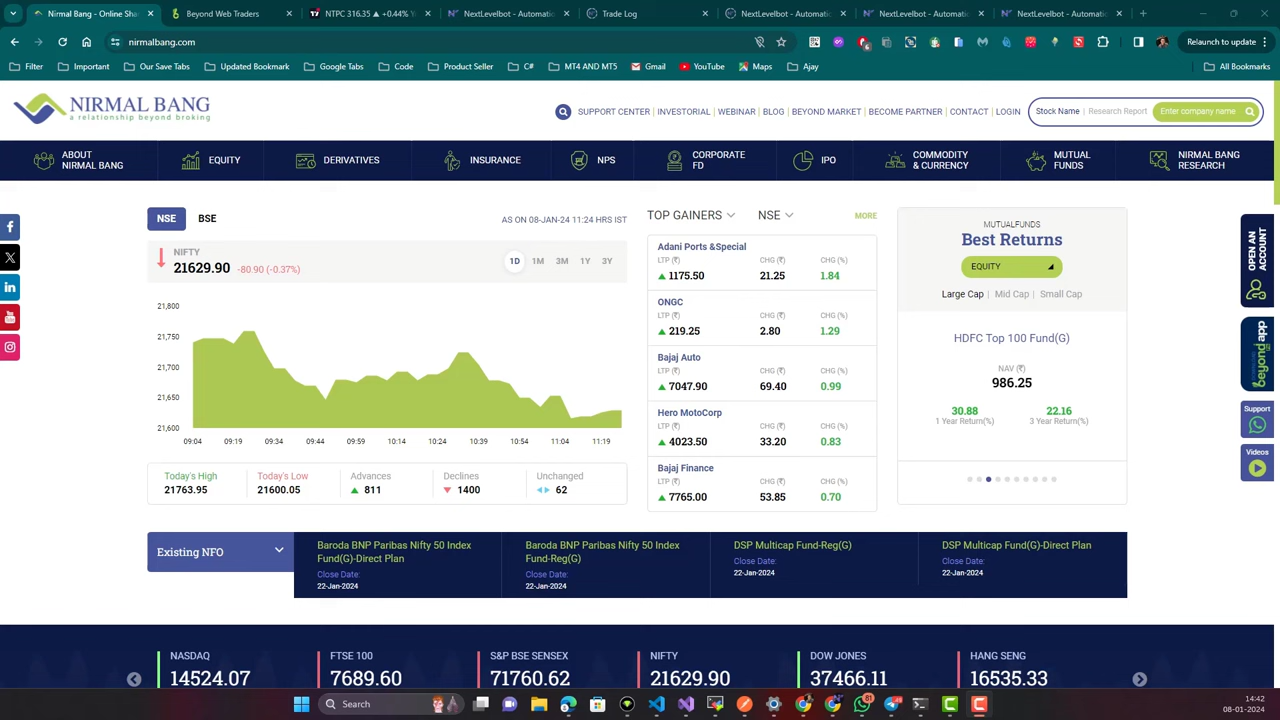 Nirmal Bang - Online Shar
Beyond Web Traders
NTPC 316.35 ▲ +0.44% Y
NextLevelbot - Automatic
Trade Log
NextLevelbot - Automatic
NextLevelbot - Automatic
NextLevelbot - Automatic
nirmalbang.com
Relaunch to update
Filter
Important
Our Save Tabs
Updated Bookmark
Google Tabs
Code
Product Seller
C#
MT4 AND MT5
Gmail
YouTube
Maps
Ajay
All Bookmarks
NIRMAL BANG
a relationship beyond broking
SUPPORT CENTER | INVESTORIAL | WEBINAR | BLOG | BEYOND MARKET | BECOME PARTNER | CONTACT | LOGIN
Stock Name | Research Report
Enter company name
ABOUT
NIRMAL BANG
EQUITY
DERIVATIVES
INSURANCE
NPS
CORPORATE
FD
IPO
COMMODITY
& CURRENCY
MUTUAL
FUNDS
NIRMAL BANG
RESEARCH
NSE
BSE
AS ON 08-JAN-24 11:24 HRS IST
NIFTY
21629.90 -80.90 (-0.37%)
1D 1M 3M 1Y 3Y
21,800
21,750
21,700
21,650
21,600
09:04 09:19 09:34 09:44 09:59 10:14 10:24 10:39 10:54 11:04 11:19
Today's High
21763.95
Today's Low
21600.05
Advances
811
Declines
1400
Unchanged
62
TOP GAINERS
NSE
MORE
Adani Ports &Special
LTP (₹) CHG (₹) CHG (%)
1175.50 21.25 1.84
ONGC
LTP (₹) CHG (₹) CHG (%)
219.25 2.80 1.29
Bajaj Auto
LTP (₹) CHG (₹) CHG (%)
7047.90 69.40 0.99
Hero MotoCorp
LTP (₹) CHG (₹) CHG (%)
4023.50 33.20 0.83
Bajaj Finance
LTP (₹) CHG (₹) CHG (%)
7765.00 53.85 0.70
MUTUALFUNDS
Best Returns
EQUITY
Large Cap | Mid Cap | Small Cap
HDFC Top 100 Fund(G)
NAV (₹)
986.25
30.88
1 Year Return(%)
22.16
3 Year Return(%)
OPEN AN
ACCOUNT
beyond app
Support
Videos
Existing NFO
Baroda BNP Paribas Nifty 50 Index
Fund(G)-Direct Plan
Close Date:
22-Jan-2024
Baroda BNP Paribas Nifty 50 Index
Fund-Reg(G)
Close Date:
22-Jan-2024
DSP Multicap Fund-Reg(G)
Close Date:
22-Jan-2024
DSP Multicap Fund(G)-Direct Plan
Close Date:
22-Jan-2024
NASDAQ
14524.07
FTSE 100
7689.60
S&P BSE SENSEX
71760.62
NIFTY
21629.90
DOW JONES
37466.11
HANG SENG
16535.33
Search
81
14:42
08-01-2024